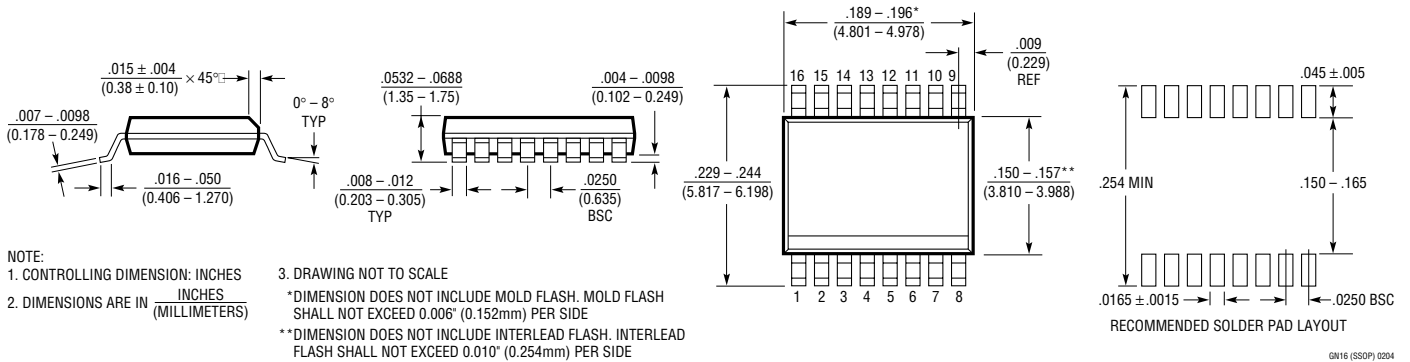 .189 – .196*
(4.801 – 4.978)
.009
(0.229)
REF
16 15 14 13 12 11 10 9
.015 ± .004
(0.38 ± 0.10)
× 45°
.0532 – .0688
(1.35 – 1.75)
.004 – .0098
(0.102 – 0.249)
.045 ±.005
.007 – .0098
(0.178 – 0.249)
0° – 8°
TYP
.016 – .050
(0.406 – 1.270)
.008 – .012
(0.203 – 0.305)
TYP
.0250
(0.635)
BSC
.229 – .244
(5.817 – 6.198)
.150 – .157**
(3.810 – 3.988)
.254 MIN
.150 – .165
1 2 3 4 5 6 7 8
.0165 ±.0015
.0250 BSC
RECOMMENDED SOLDER PAD LAYOUT
NOTE:
1. CONTROLLING DIMENSION: INCHES
2. DIMENSIONS ARE IN
INCHES
(MILLIMETERS)
3. DRAWING NOT TO SCALE
*DIMENSION DOES NOT INCLUDE MOLD FLASH. MOLD FLASH
SHALL NOT EXCEED 0.006" (0.152mm) PER SIDE
**DIMENSION DOES NOT INCLUDE INTERLEAD FLASH. INTERLEAD
FLASH SHALL NOT EXCEED 0.010" (0.254mm) PER SIDE
GN16 (SSOP) 0204